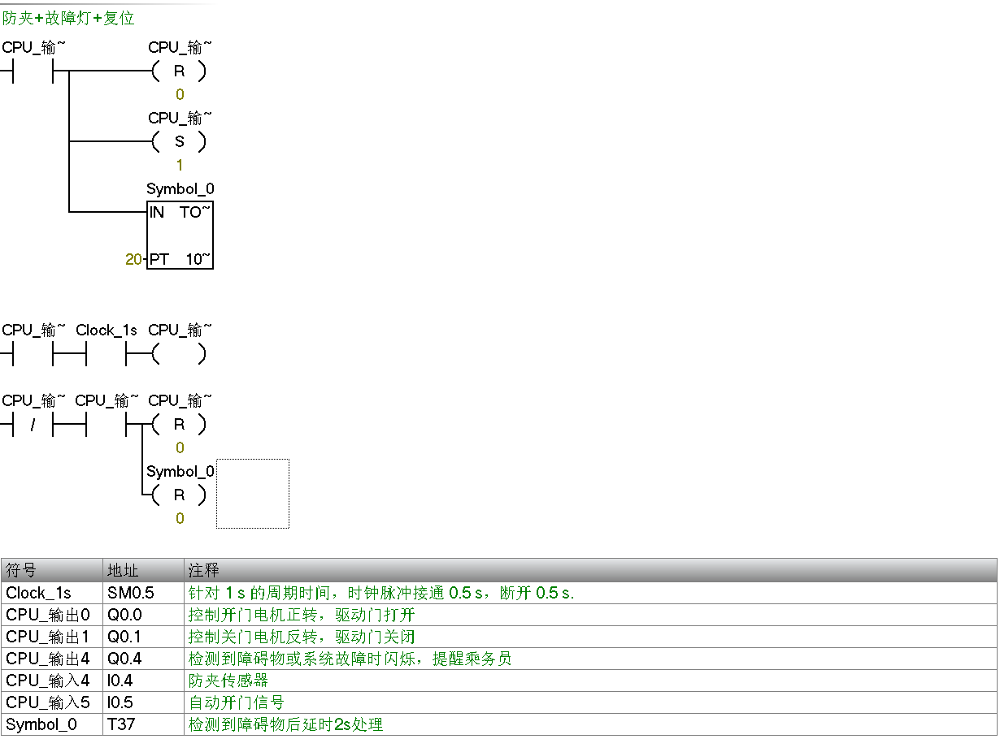 防夹+故障灯+复位
CPU_输~ CPU_输~
R
0
CPU_输~
S
1
Symbol_0
IN TO~
20 PT 10~
CPU_输~ Clock_1s CPU_输~
CPU_输~ CPU_输~ CPU_输~
/ R
0
Symbol_0
R
0
符号 地址 注释
Clock_1s SM0.5 针对 1 s 的周期时间，时钟脉冲接通 0.5 s，断开 0.5 s.
CPU_输出0 Q0.0 控制开门电机正转，驱动门打开
CPU_输出1 Q0.1 控制关门电机反转，驱动门关闭
CPU_输出4 Q0.4 检测到障碍物或系统故障时闪烁，提醒乘务员
CPU_输入4 I0.4 防夹传感器
CPU_输入5 I0.5 自动开门信号
Symbol_0 T37 检测到障碍物后延时2s处理